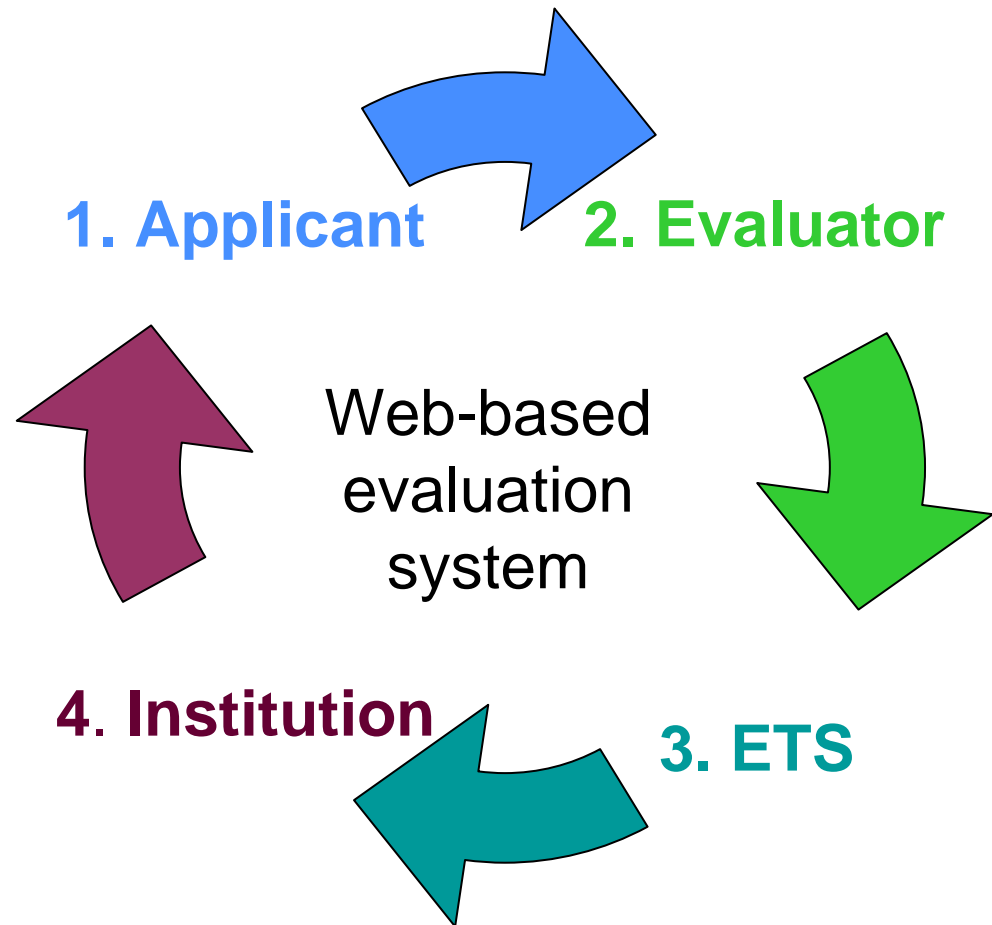 1. Applicant
2. Evaluator
Web-based
evaluation
system
4. Institution
3. ETS